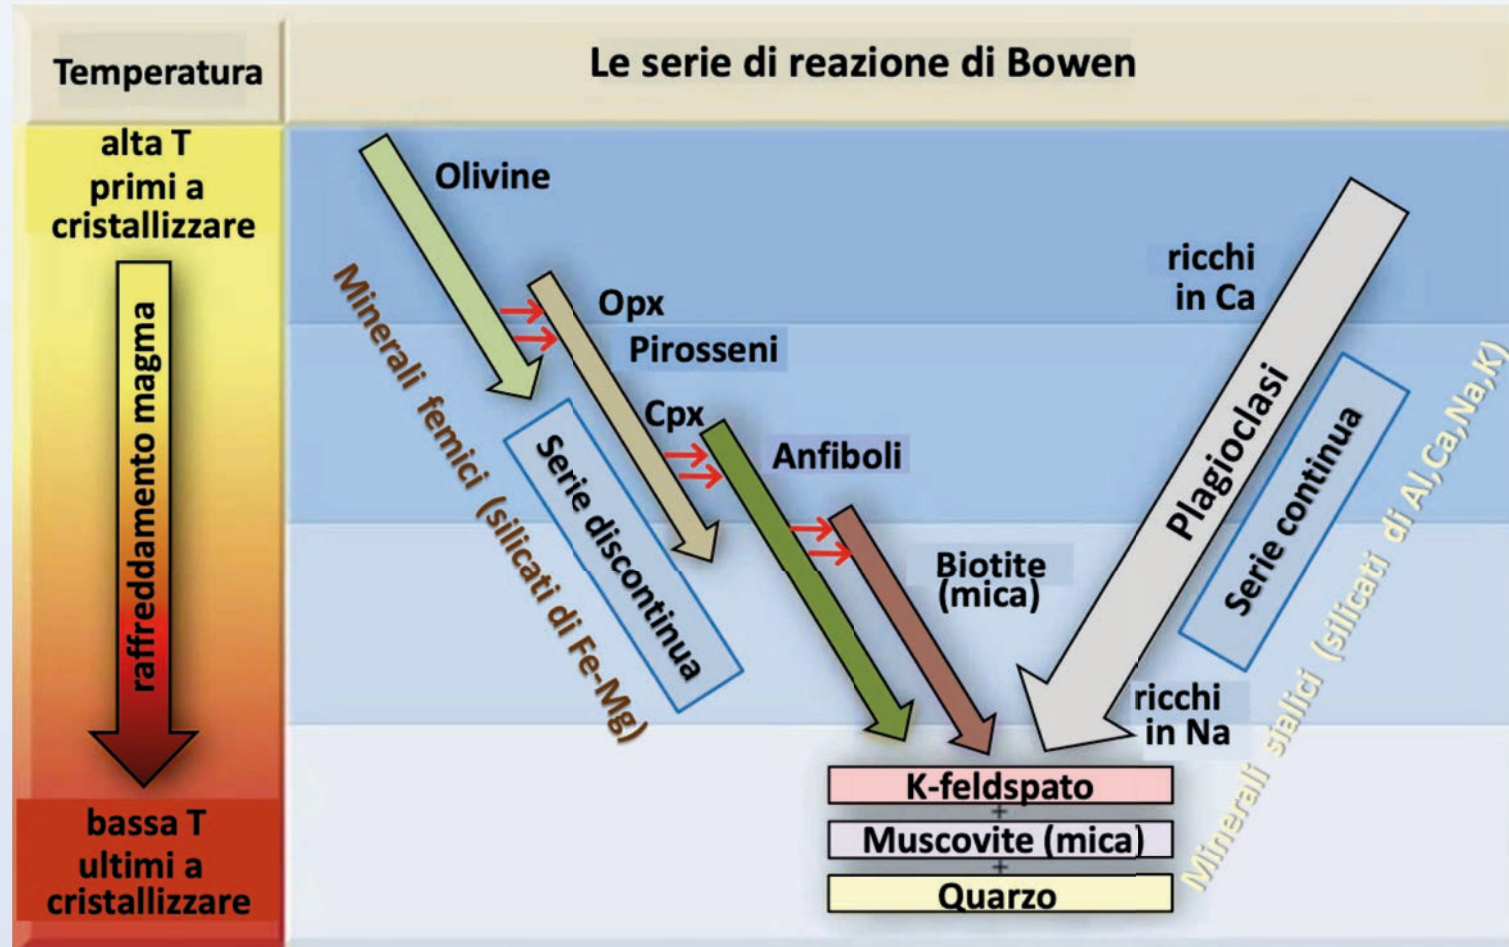 Temperatura
Le serie di reazione di Bowen
alta T
primi a
cristallizzare
raffreddamento magma
bassa T
ultimi a
cristallizzare
Olivine
Opx
Pirosseni
Cpx
Anfiboli
Biotite
(mica)
Minerali femici (silicati di Fe-Mg)
Serie discontinua
ricchi
in Ca
Plagioclasi
Serie continua
Minerali sialici (silicati di Al,Ca,Na,K)
ricchi
in Na
K-feldspato
+
Muscovite (mica)
+
Quarzo